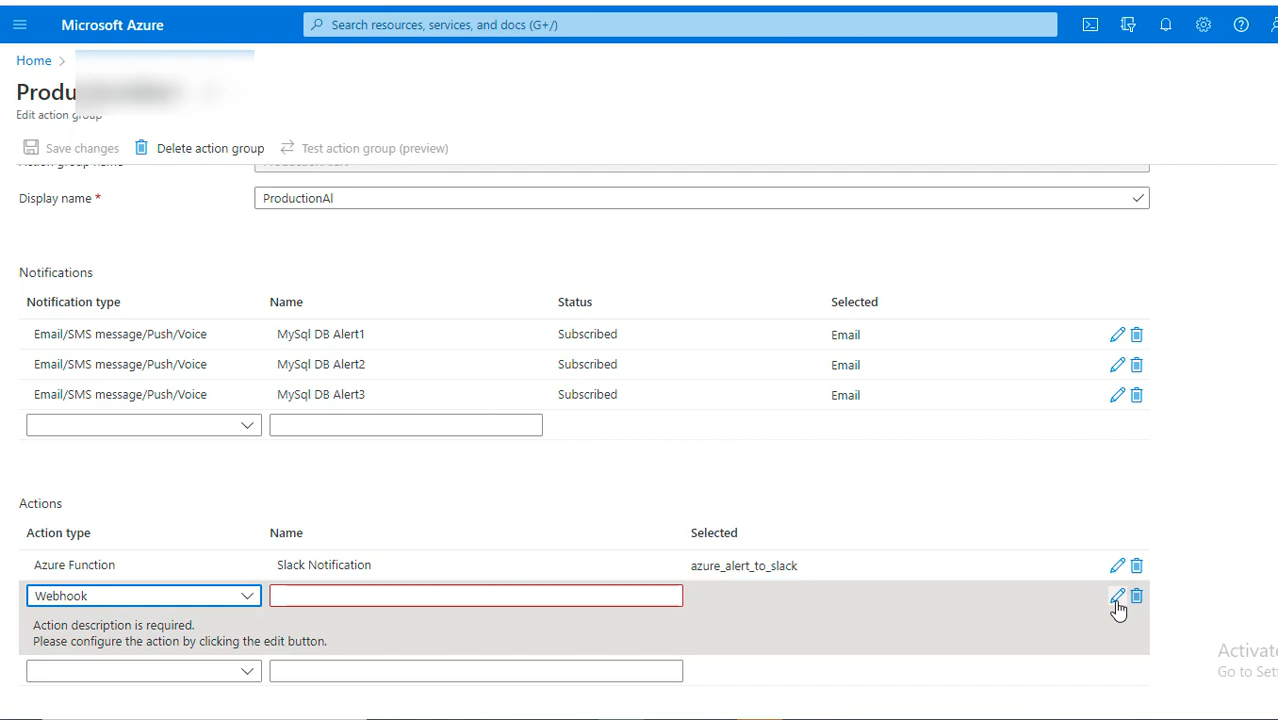 Microsoft Azure
Search resources, services, and docs (G+/)
Home
Produ
Edit action group
Save changes
Delete action group
Test action group (preview)
Action group name
ProductionAlert
Display name *
ProductionAl
Notifications
Notification type Name Status Selected
Email/SMS message/Push/Voice MySql DB Alert1 Subscribed Email
Email/SMS message/Push/Voice MySql DB Alert2 Subscribed Email
Email/SMS message/Push/Voice MySql DB Alert3 Subscribed Email
Actions
Action type Name Selected
Azure Function Slack Notification azure_alert_to_slack
Webhook
Action description is required.
Please configure the action by clicking the edit button.
Activate
Go to Set